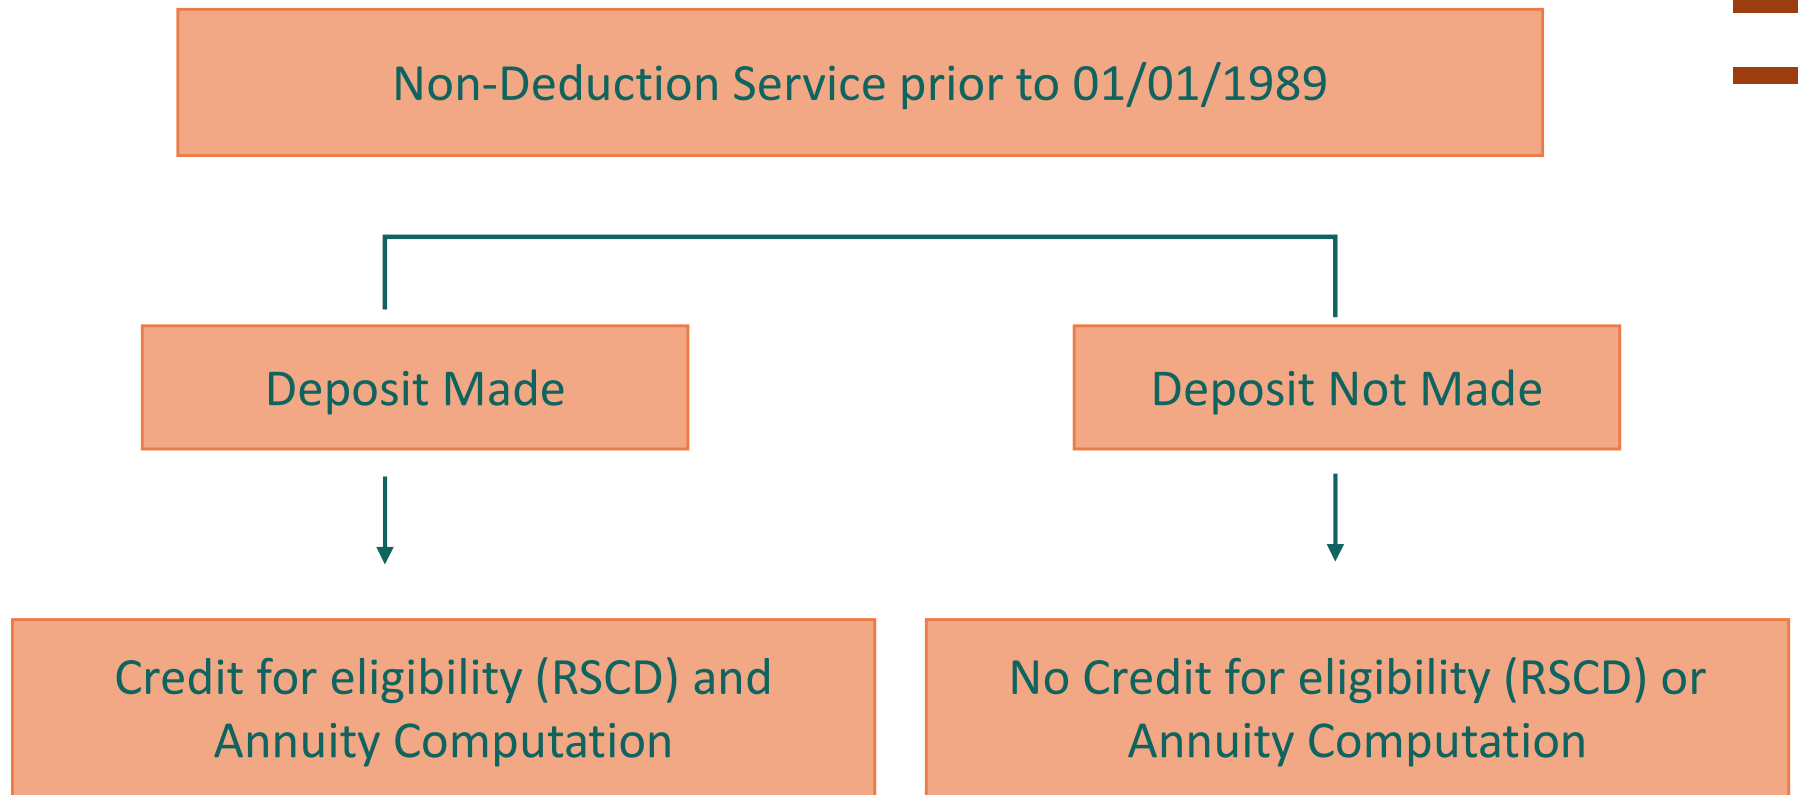 Non-Deduction Service prior to 01/01/1989
Deposit Made
Deposit Not Made
Credit for eligibility (RSCD) and
Annuity Computation
No Credit for eligibility (RSCD) or
Annuity Computation